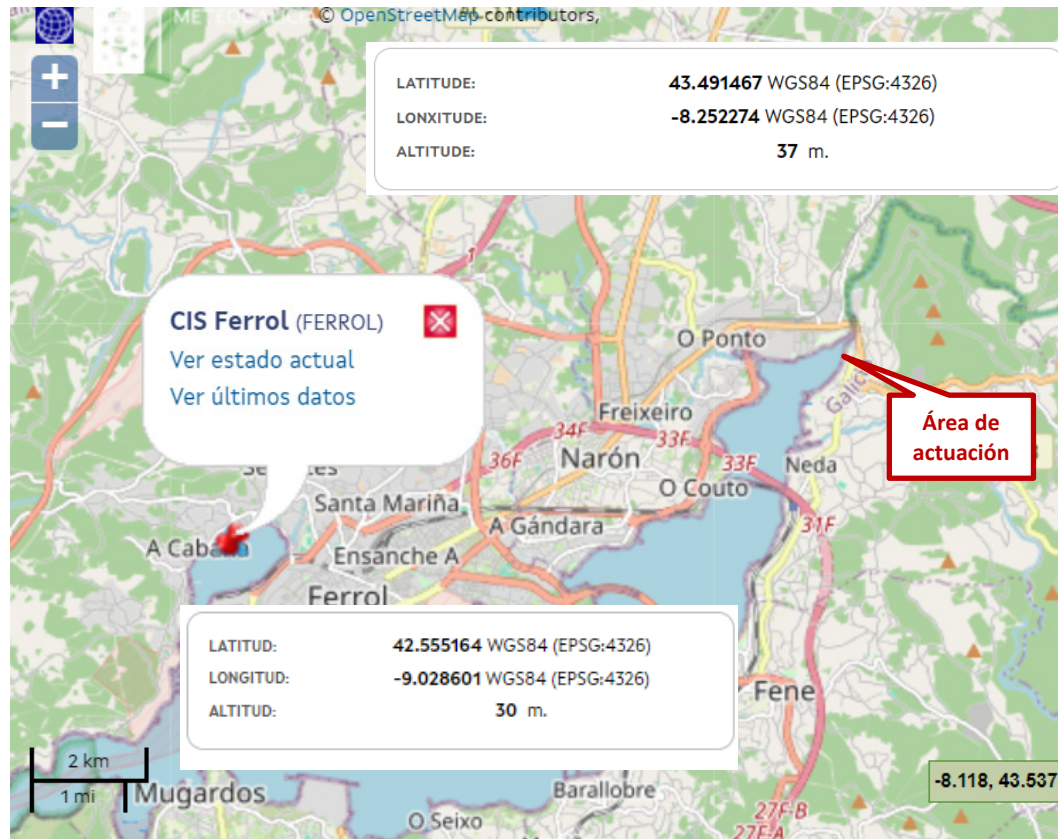 METEOGALICIA
© OpenStreetMap contributors,
+
LATITUDE: 43.491467 WGS84 (EPSG:4326)
LONXITUDE: -8.252274 WGS84 (EPSG:4326)
ALTITUDE: 37 m.
−
1
CIS Ferrol (FERROL)
Ver estado actual
Ver últimos datos
O Ponto
Freixeiro
34F
33F
36F
Narón
33F
Neda
O Couto
Área de
actuación
Santa Mariña
A Gándara
31F
A Cabana
Ensanche A
Ferrol
LATITUD: 42.555164 WGS84 (EPSG:4326)
LONGITUD: -9.028601 WGS84 (EPSG:4326)
ALTITUD: 30 m.
Fene
2 km
1 mi
Mugardos
Barallobre
-8.118, 43.537
O Seixo
27F-B
27F-A